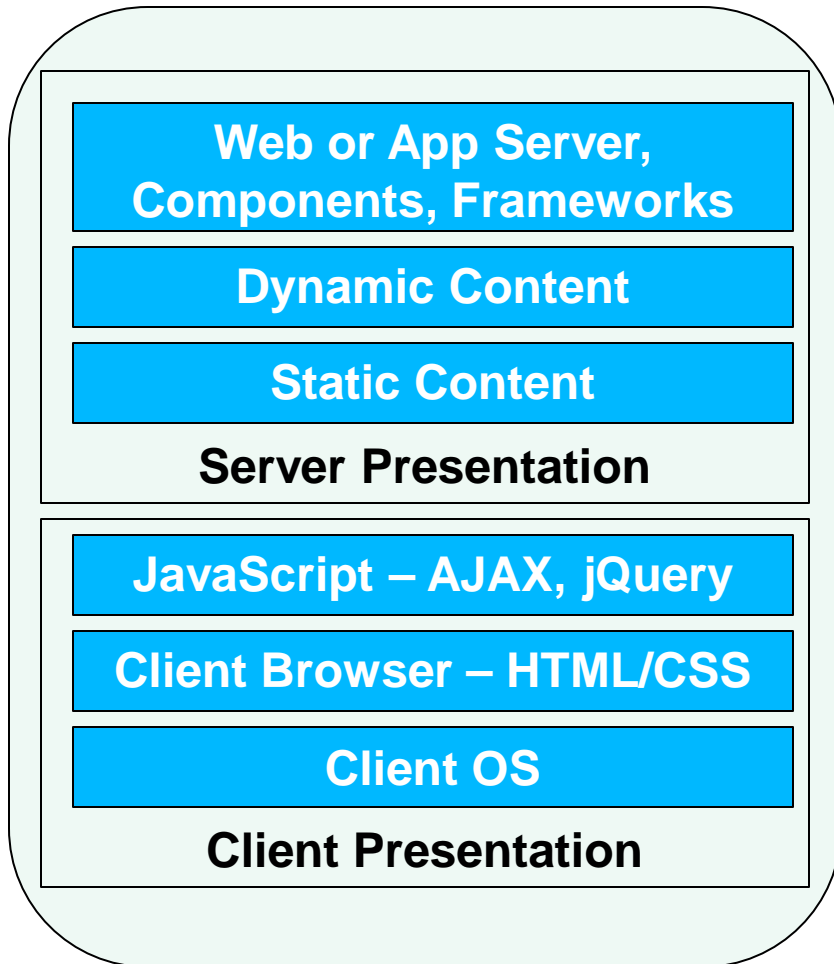 Web or App Server,
Components, Frameworks
Dynamic Content
Static Content
Server Presentation
JavaScript – AJAX, jQuery
Client Browser – HTML/CSS
Client OS
Client Presentation